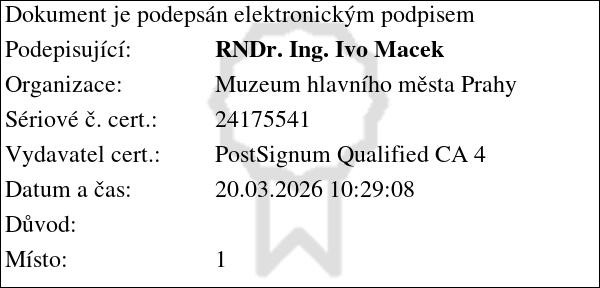 Dokument je podepsán elektronickým podpisem
Podepisující: RNDr. Ing. Ivo Macek
Organizace: Muzeum hlavního města Prahy
Sériové č. cert.: 24175541
Vydavatel cert.: PostSignum Qualified CA 4
Datum a čas: 20.03.2026 10:29:08
Důvod:
Místo: 1